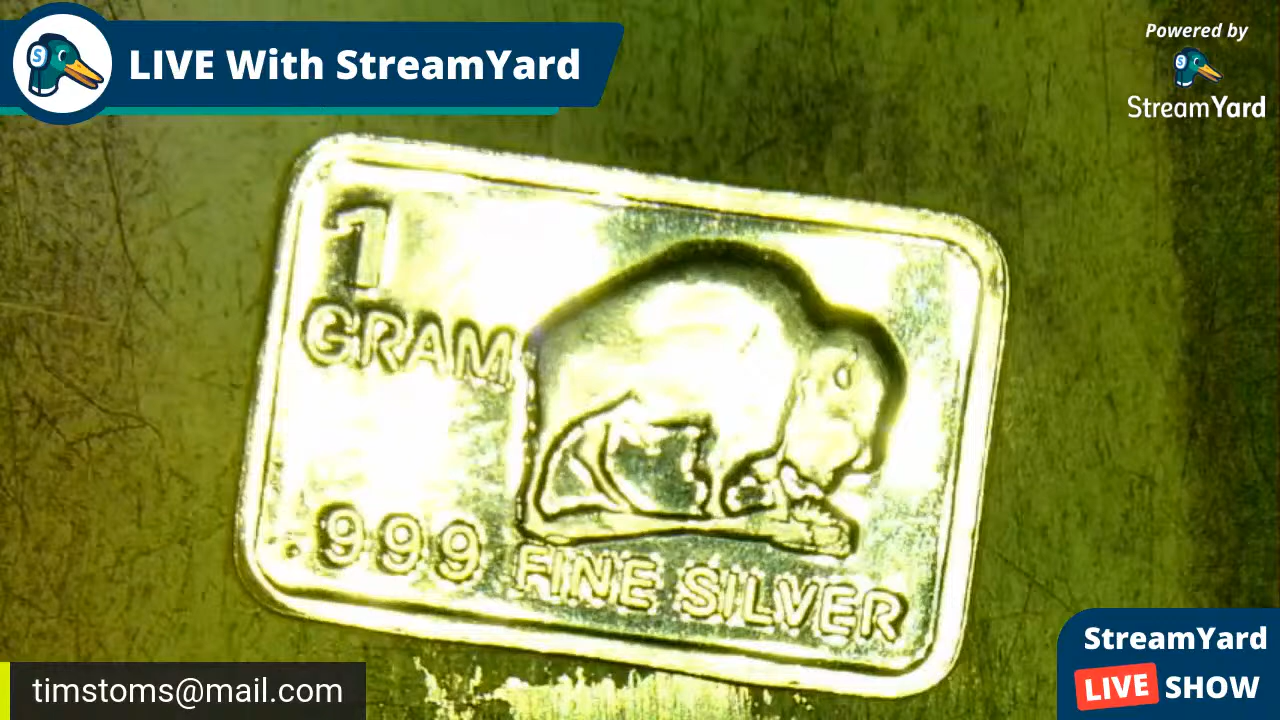 LIVE With StreamYard
Powered by
StreamYard
1
GRAM
.999 FINE SILVER
timstoms@mail.com
StreamYard
LIVE SHOW